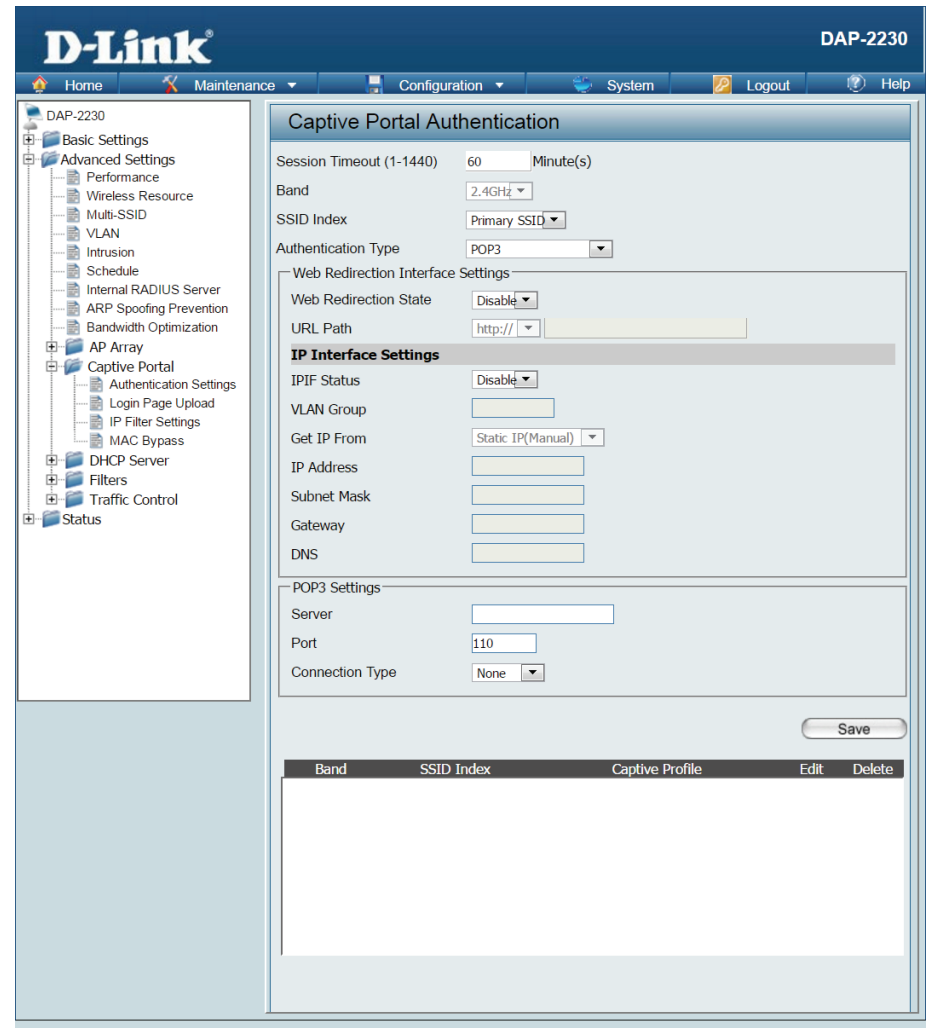 D-Link®
DAP-2230
Home Maintenance Configuration System Logout Help
DAP-2230
Basic Settings
Advanced Settings
Performance
Wireless Resource
Multi-SSID
VLAN
Intrusion
Schedule
Internal RADIUS Server
ARP Spoofing Prevention
Bandwidth Optimization
AP Array
Captive Portal
Authentication Settings
Login Page Upload
IP Filter Settings
MAC Bypass
DHCP Server
Filters
Traffic Control
Status
Captive Portal Authentication
Session Timeout (1-1440) 60 Minute(s)
Band 2.4GHz
SSID Index Primary SSID
Authentication Type POP3
Web Redirection Interface Settings
Web Redirection State Disable
URL Path http://
IP Interface Settings
IPIF Status Disable
VLAN Group
Get IP From Static IP(Manual)
IP Address
Subnet Mask
Gateway
DNS
POP3 Settings
Server
Port 110
Connection Type None
Save
Band SSID Index Captive Profile Edit Delete